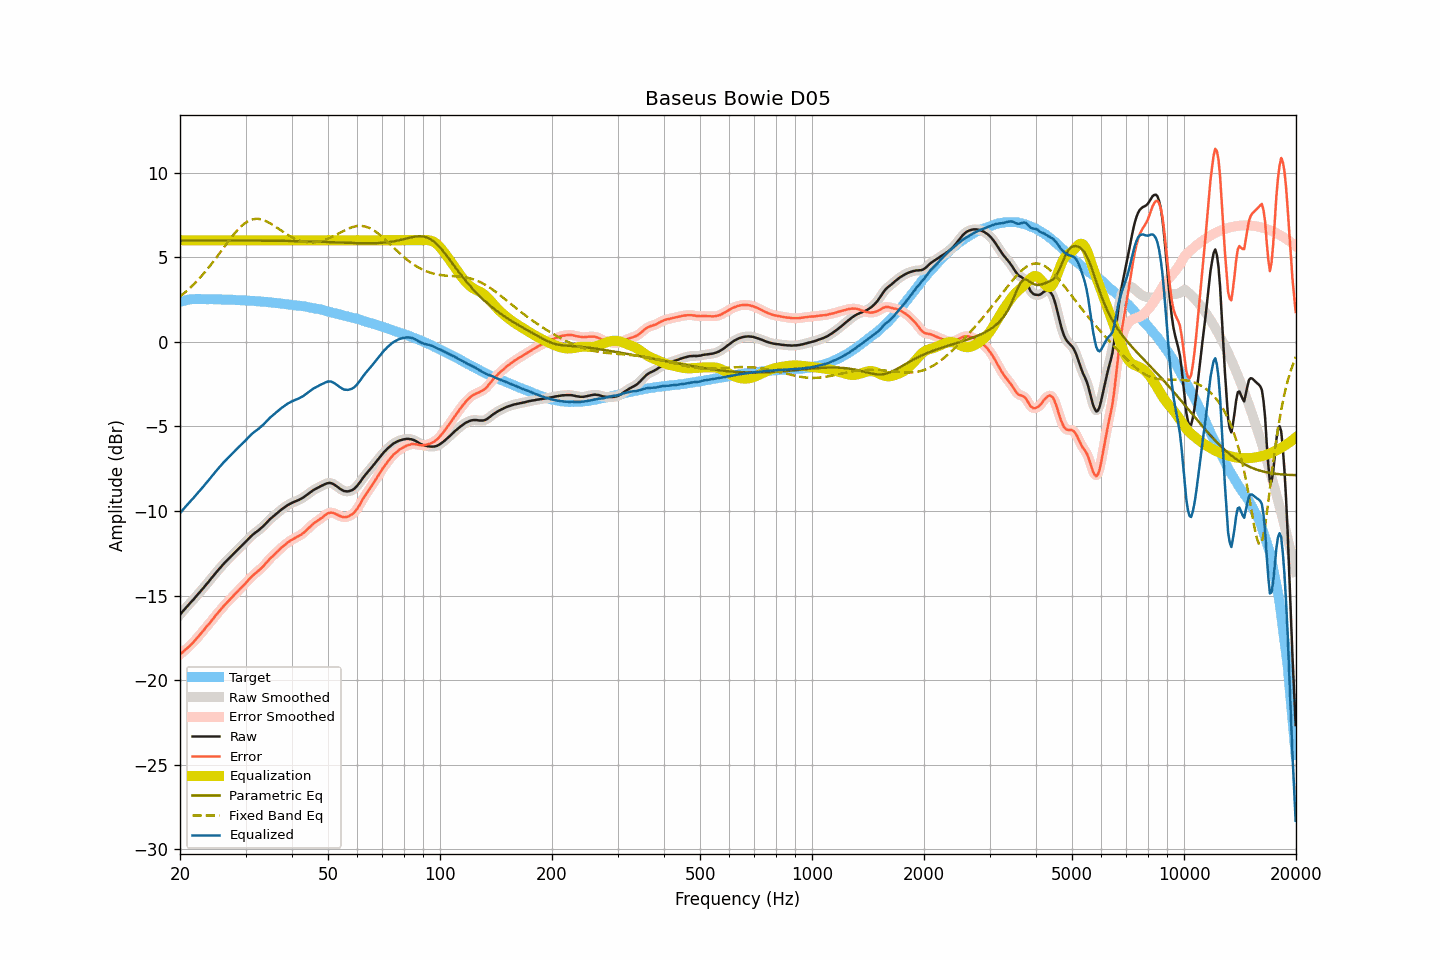 Baseus Bowie D05
10
5
0
−5
−10
−15
−20
−25
−30
Amplitude (dBr)
Target
Raw Smoothed
Error Smoothed
Raw
Error
Equalization
Parametric Eq
Fixed Band Eq
Equalized
20 50 100 200 500 1000 2000 5000 10000 20000
Frequency (Hz)